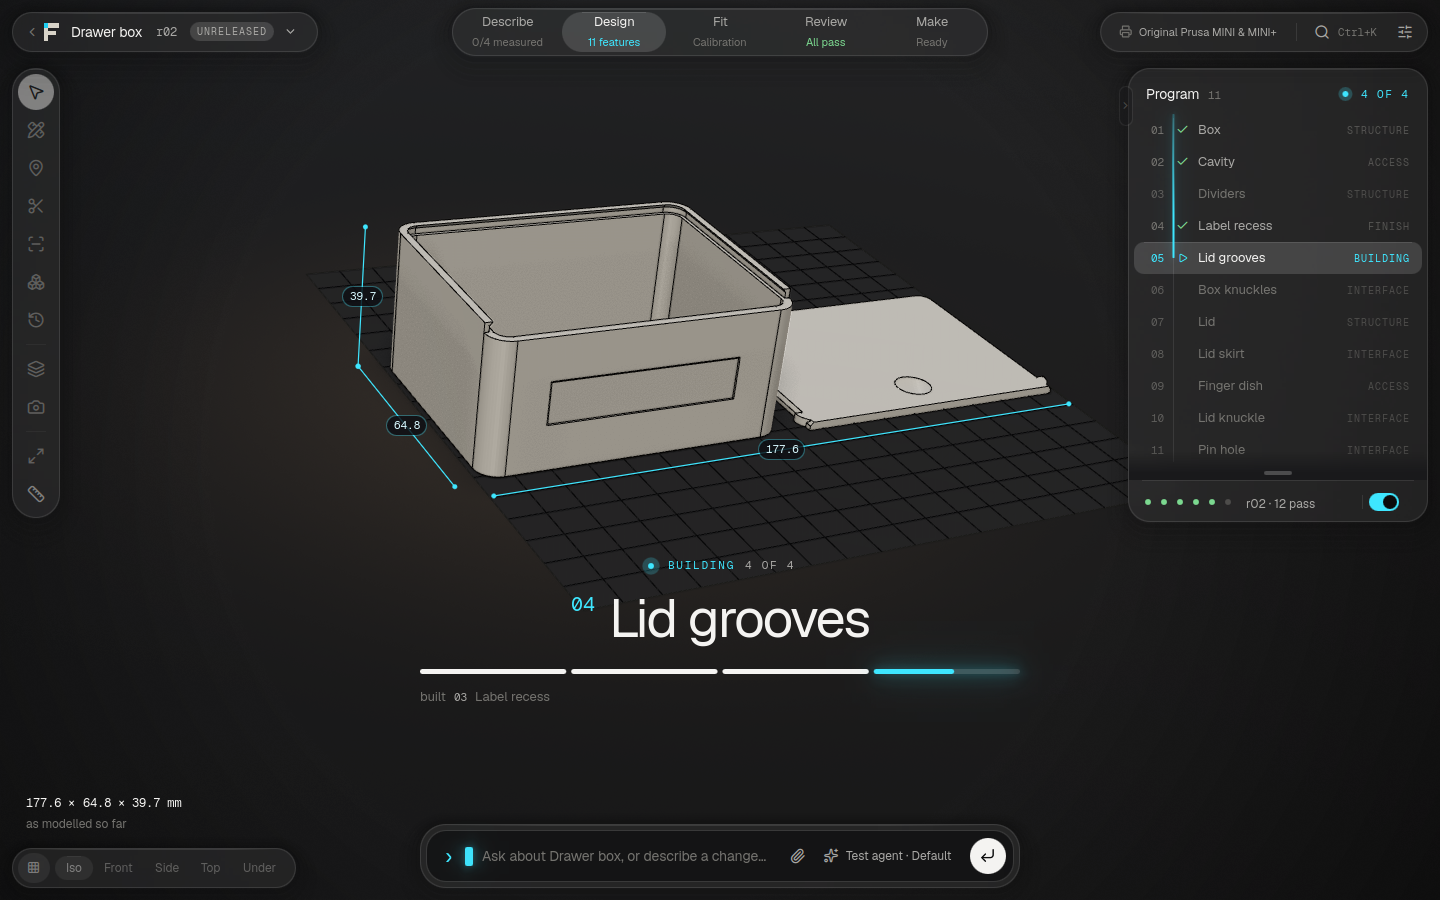 Drawer box r02 UNRELEASED
Describe
0/4 measured
Design
11 features
Fit
Calibration
Review
All pass
Make
Ready
Original Prusa MINI & MINI+
Ctrl+K
Program 11
4 OF 4
01 Box STRUCTURE
02 Cavity ACCESS
03 Dividers STRUCTURE
04 Label recess FINISH
05 Lid grooves BUILDING
06 Box knuckles INTERFACE
07 Lid STRUCTURE
08 Lid skirt INTERFACE
09 Finger dish ACCESS
10 Lid knuckle INTERFACE
11 Pin hole INTERFACE
r02 · 12 pass
39.7
64.8
177.6
BUILDING 4 OF 4
04 Lid grooves
built 03 Label recess
177.6 × 64.8 × 39.7 mm
as modelled so far
Iso Front Side Top Under
› Ask about Drawer box, or describe a change…
Test agent · Default